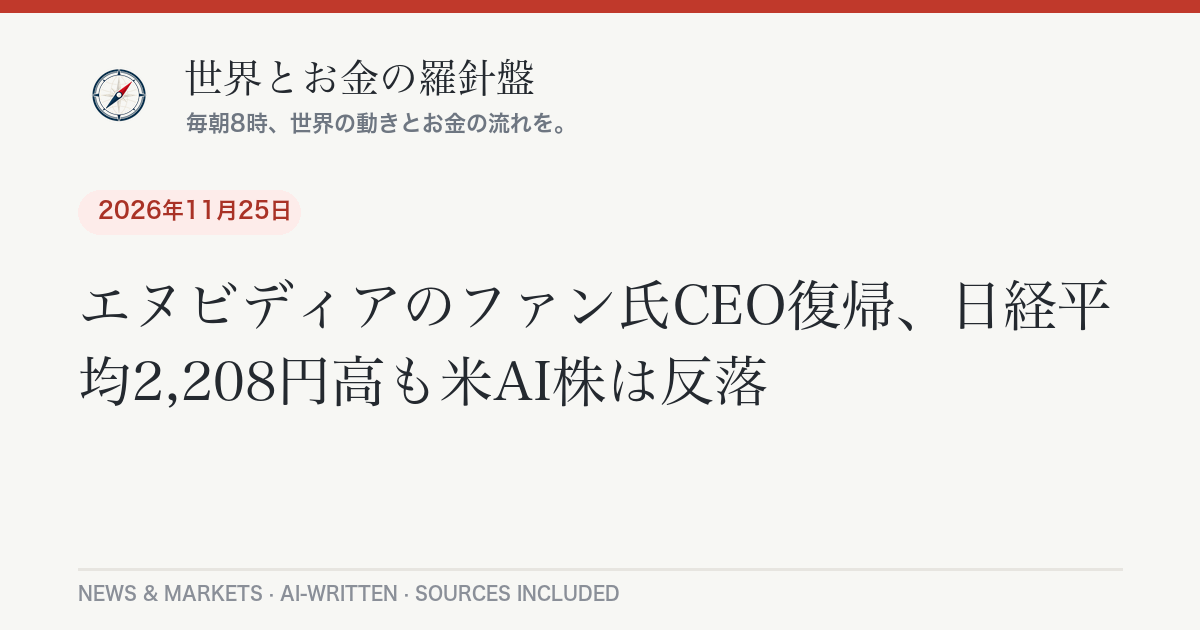 世界とお金の羅針盤
毎朝8時、世界の動きとお金の流れを。
2026年11月25日
エヌビディアのファン氏CEO復帰、日経平
均2,208円高も米AI株は反落
NEWS & MARKETS · AI-WRITTEN · SOURCES INCLUDED